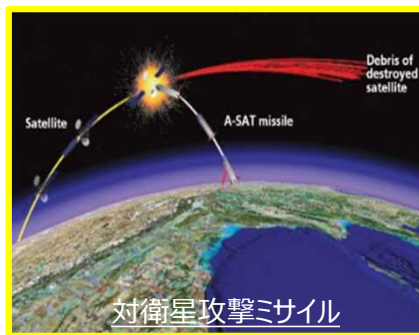 Debris of
destroyed
satellite
Satellite
A-SAT missile
対衛星攻撃ミサイル